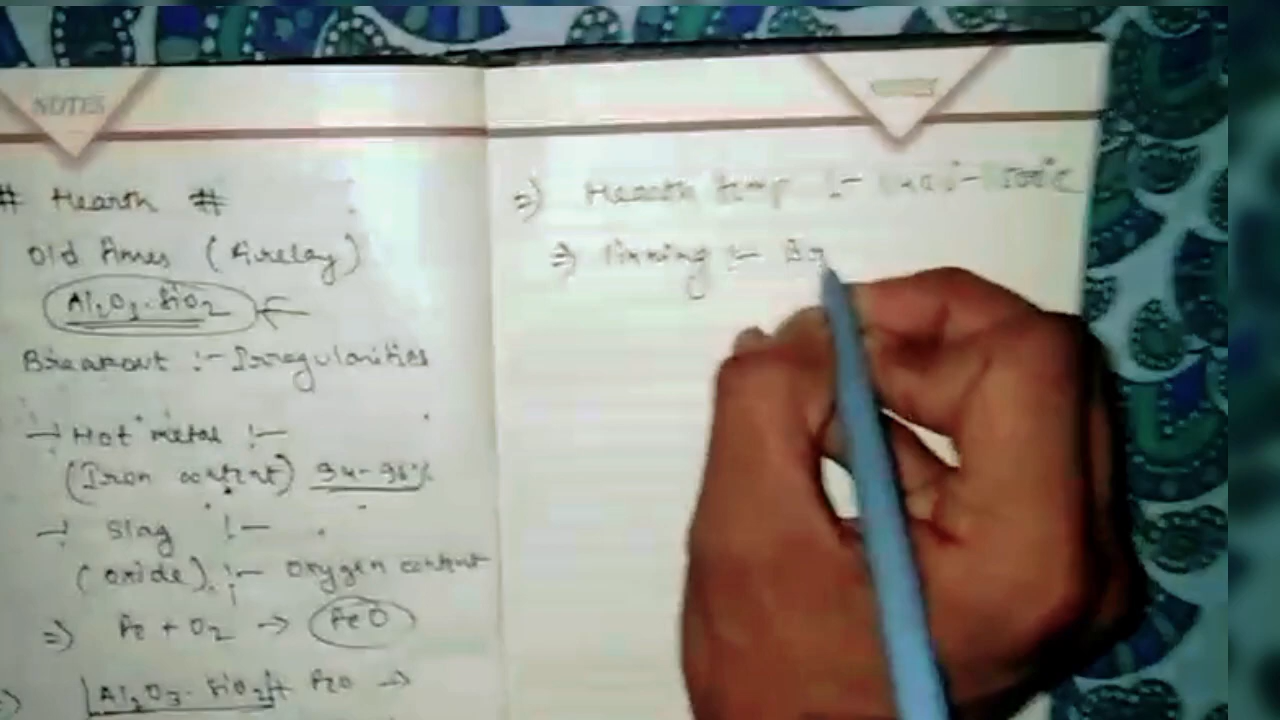 NOTES
# Hearth #
Old times (fireclay)
Al2O3.SiO2
Breakout :- Irregularities
Hot metal :-
(Iron content) 94-96%
Slag :-
(oxide) :- Oxygen content
=) Fe + O2 → FeO
Al2O3.SiO2 + FeO →
=) Hearth temp :-
=) linning :-